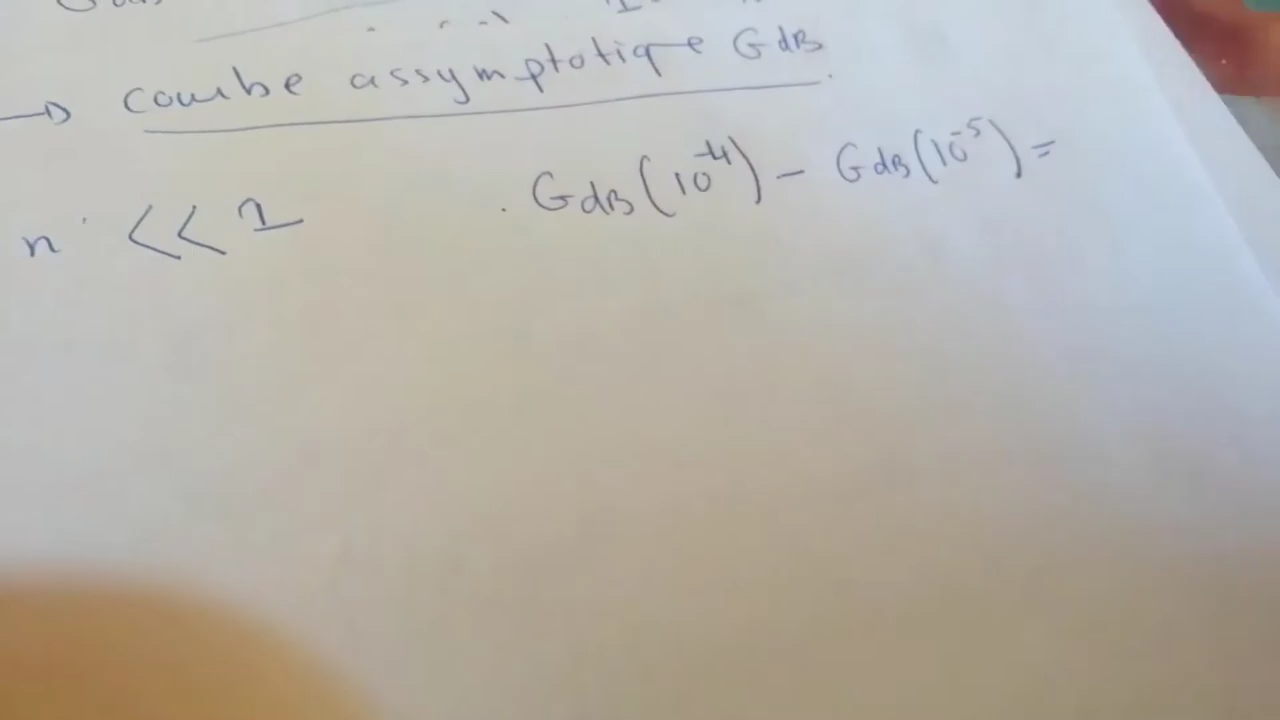 → courbe assymptotique GdB
n << 1 . GdB(10⁻⁴) - GdB(10⁻⁵) =